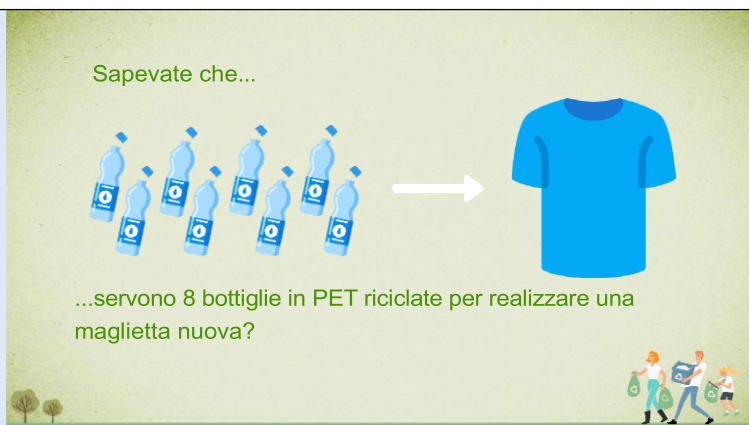 Sapevate che...
...servono 8 bottiglie in PET riciclate per realizzare una
maglietta nuova?